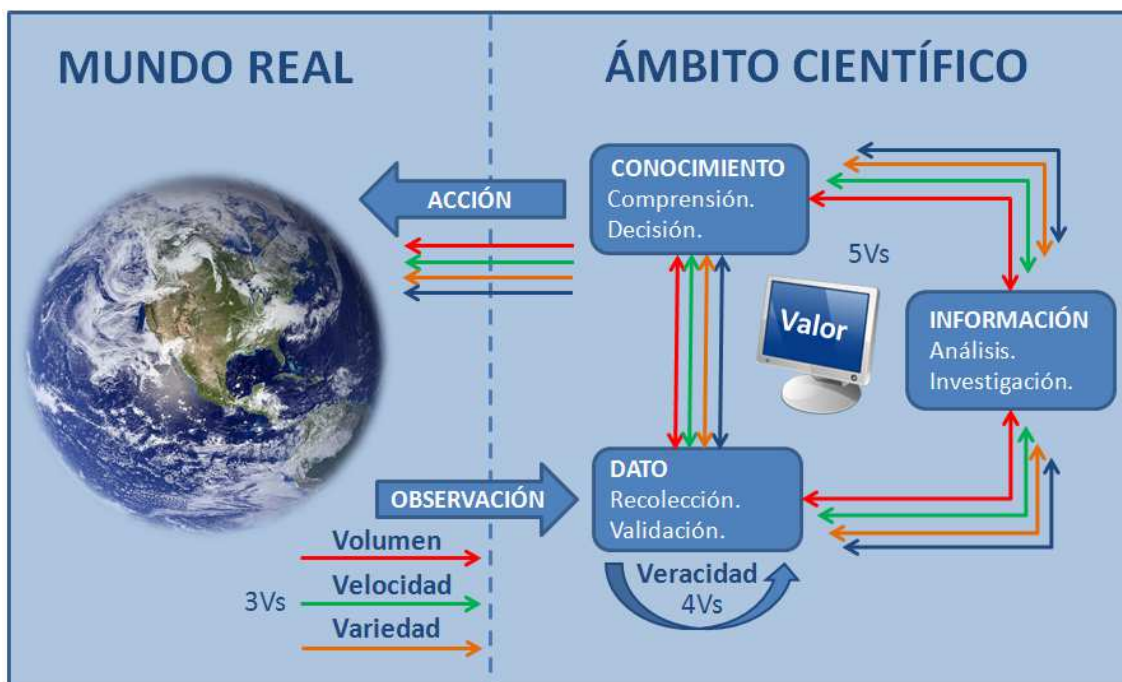 MUNDO REAL
ÁMBITO CIENTÍFICO
CONOCIMIENTO
Comprensión.
Decisión.
ACCIÓN
5Vs
Valor
INFORMACIÓN
Análisis.
Investigación.
DATO
Recolección.
Validación.
OBSERVACIÓN
Volumen
Velocidad
3Vs
Variedad
Veracidad
4Vs